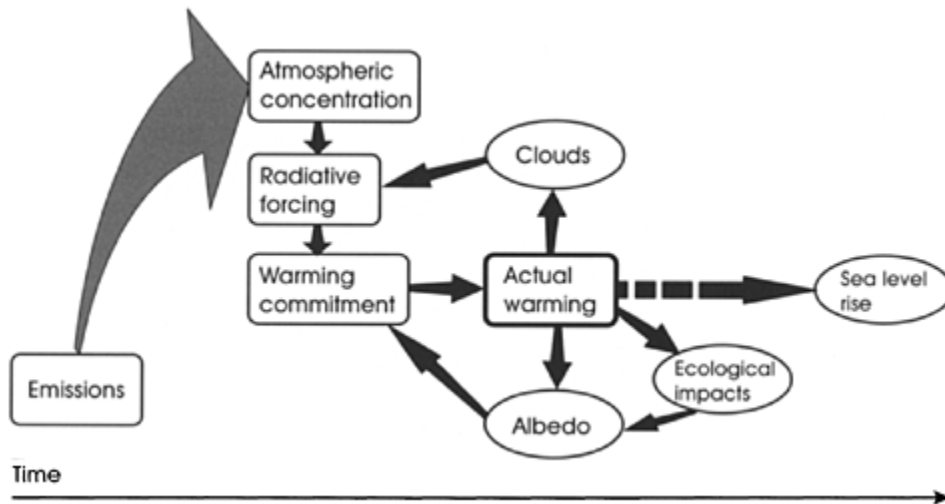 Atmospheric
concentration
Clouds
Radiative
forcing
Warming
commitment
Actual
warming
Sea level
rise
Ecological
impacts
Emissions
Albedo
Time